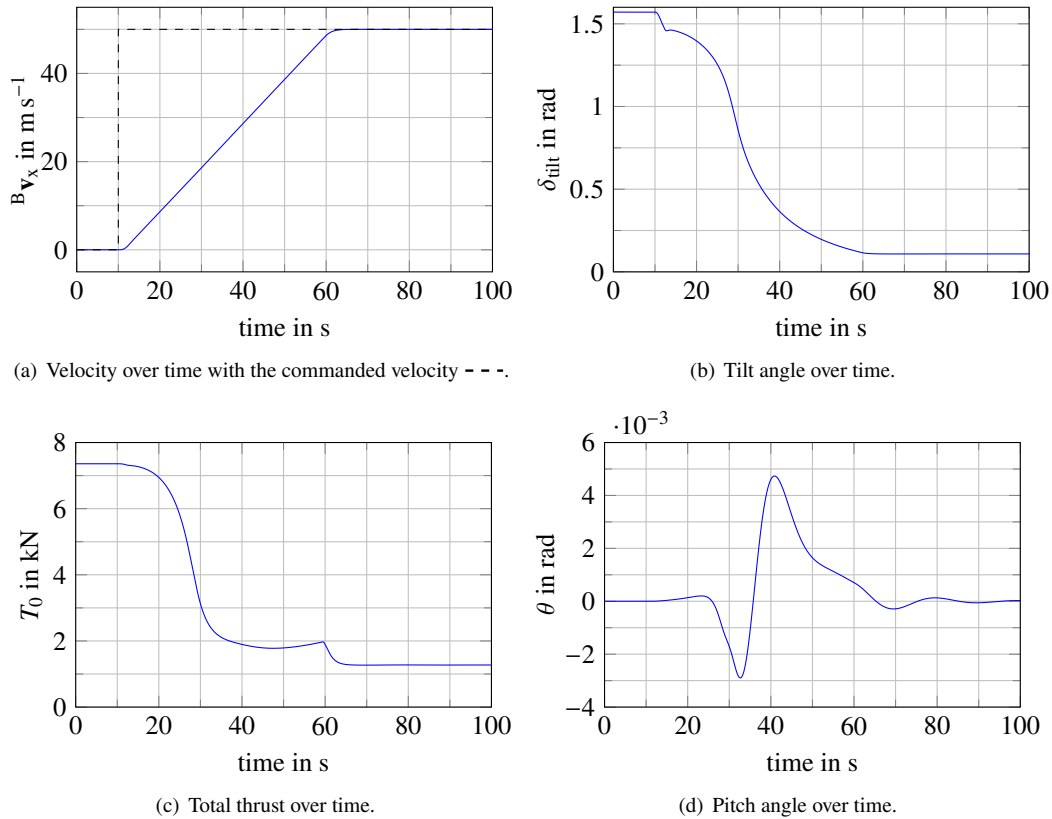 40
20
0
0 20 40 60 80 100
ᴮvₓ in m s⁻¹
time in s
(a) Velocity over time with the commanded velocity - - -.
1.5
1
0.5
0
0 20 40 60 80 100
δtilt in rad
time in s
(b) Tilt angle over time.
8
6
4
2
0
0 20 40 60 80 100
T₀ in kN
time in s
(c) Total thrust over time.
·10⁻³
6
4
2
0
−2
−4
0 20 40 60 80 100
θ in rad
time in s
(d) Pitch angle over time.